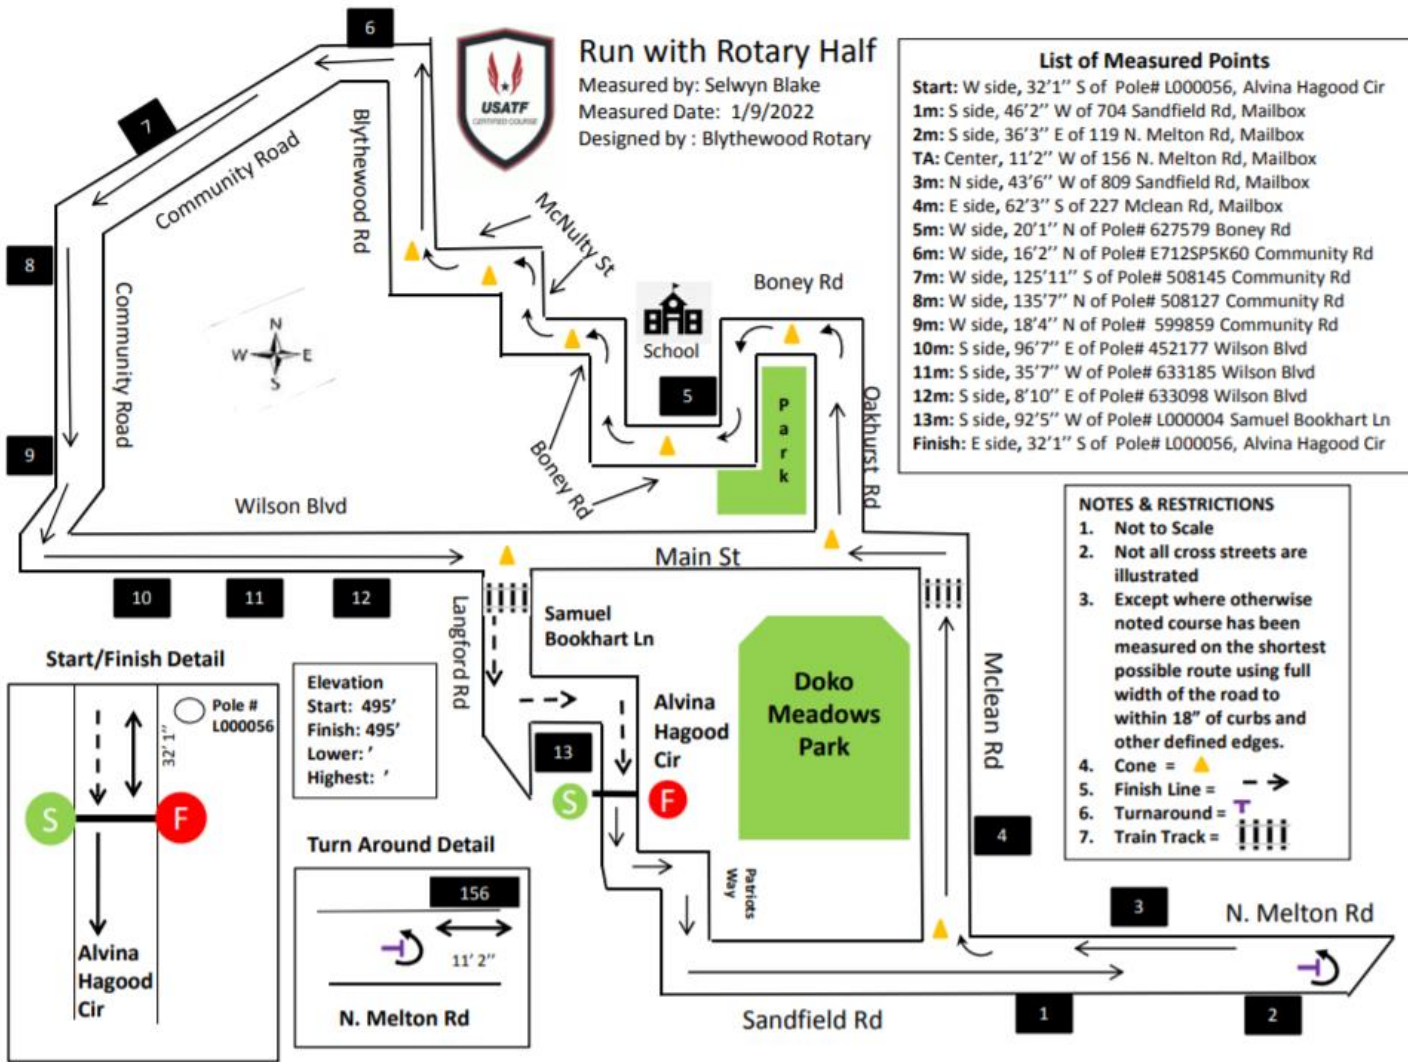 Run with Rotary Half
Measured by: Selwyn Blake
Measured Date: 1/9/2022
Designed by : Blythewood Rotary
USATF
CERTIFIED COURSE
List of Measured Points
Start: W side, 32'1'' S of Pole# L000056, Alvina Hagood Cir
1m: S side, 46'2'' W of 704 Sandfield Rd, Mailbox
2m: S side, 36'3'' E of 119 N. Melton Rd, Mailbox
TA: Center, 11'2'' W of 156 N. Melton Rd, Mailbox
3m: N side, 43'6'' W of 809 Sandfield Rd, Mailbox
4m: E side, 62'3'' S of 227 Mclean Rd, Mailbox
5m: W side, 20'1'' N of Pole# 627579 Boney Rd
6m: W side, 16'2'' N of Pole# E712SP5K60 Community Rd
7m: W side, 125'11'' S of Pole# 508145 Community Rd
8m: W side, 135'7'' N of Pole# 508127 Community Rd
9m: W side, 18'4'' N of Pole# 599859 Community Rd
10m: S side, 96'7'' E of Pole# 452177 Wilson Blvd
11m: S side, 35'7'' W of Pole# 633185 Wilson Blvd
12m: S side, 8'10'' E of Pole# 633098 Wilson Blvd
13m: S side, 92'5'' W of Pole# L000004 Samuel Bookhart Ln
Finish: E side, 32'1'' S of Pole# L000056, Alvina Hagood Cir
6
7
8
9
Community Road
Community Road
Blythewood Rd
McNulty St
N
W E
S
School
Boney Rd
5
Park
Oakhurst Rd
Boney Rd
Wilson Blvd
Main St
10
11
12
Langford Rd
Samuel
Bookhart Ln
Alvina
Hagood
Cir
13
S
F
Doko
Meadows
Park
Mclean Rd
4
Patriots
Way
3
N. Melton Rd
1
2
Sandfield Rd
NOTES & RESTRICTIONS
1. Not to Scale
2. Not all cross streets are
illustrated
3. Except where otherwise
noted course has been
measured on the shortest
possible route using full
width of the road to
within 18" of curbs and
other defined edges.
4. Cone =
5. Finish Line =
6. Turnaround =
7. Train Track =
Start/Finish Detail
Pole #
L000056
32' 1''
S
F
Alvina
Hagood
Cir
Elevation
Start: 495'
Finish: 495'
Lower: '
Highest: '
Turn Around Detail
156
11' 2''
N. Melton Rd